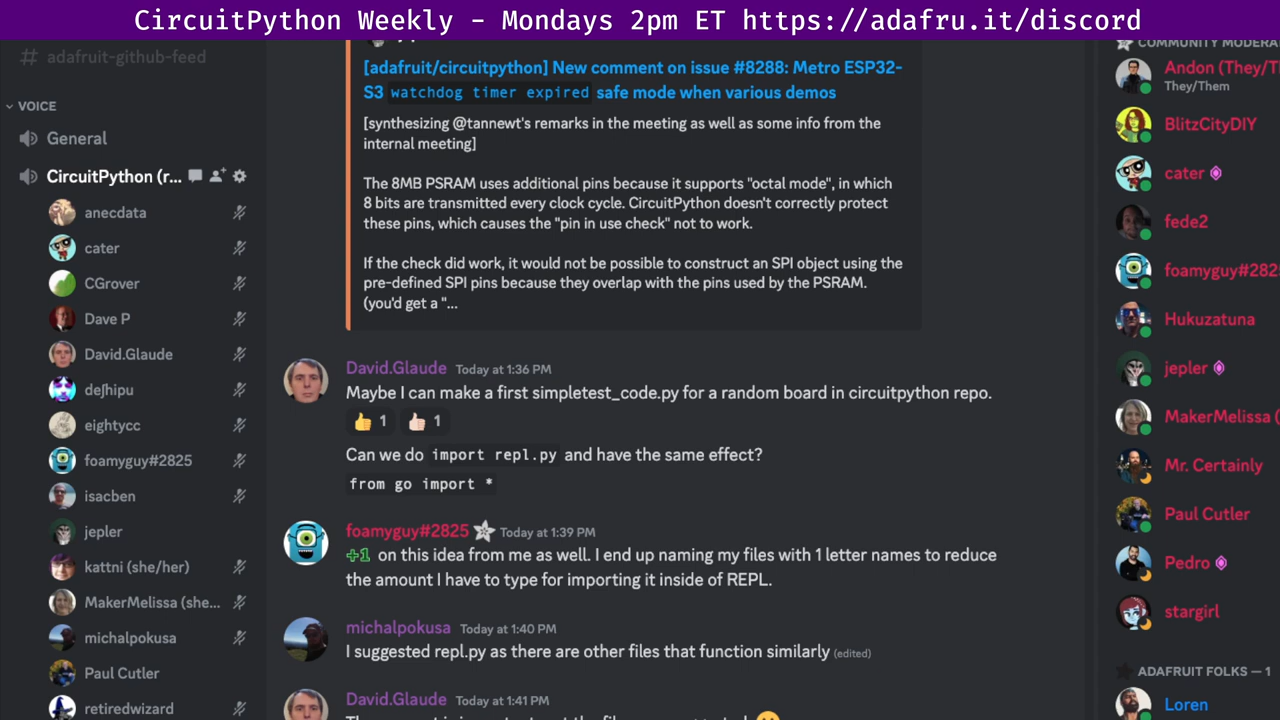 CircuitPython Weekly - Mondays 2pm ET https://adafru.it/discord
# adafruit-github-feed
VOICE
General
CircuitPython (r...
anecdata
cater
CGrover
Dave P
David.Glaude
deʃhipu
eightycc
foamyguy#2825
isacben
jepler
kattni (she/her)
MakerMelissa (she...
michalpokusa
Paul Cutler
retiredwizard
[adafruit/circuitpython] New comment on issue #8288: Metro ESP32-
S3 watchdog timer expired safe mode when various demos
[synthesizing @tannewt's remarks in the meeting as well as some info from the
internal meeting]
The 8MB PSRAM uses additional pins because it supports "octal mode", in which
8 bits are transmitted every clock cycle. CircuitPython doesn't correctly protect
these pins, which causes the "pin in use check" not to work.
If the check did work, it would not be possible to construct an SPI object using the
pre-defined SPI pins because they overlap with the pins used by the PSRAM.
(you'd get a "...
David.Glaude Today at 1:36 PM
Maybe I can make a first simpletest_code.py for a random board in circuitpython repo.
👍 1 👍🏻 1
Can we do import repl.py and have the same effect?
from go import *
foamyguy#2825 Today at 1:39 PM
+1 on this idea from me as well. I end up naming my files with 1 letter names to reduce
the amount I have to type for importing it inside of REPL.
michalpokusa Today at 1:40 PM
I suggested repl.py as there are other files that function similarly (edited)
David.Glaude Today at 1:41 PM
COMMUNITY MODERA
Andon (They/T
They/Them
BlitzCityDIY
cater
fede2
foamyguy#282
Hukuzatuna
jepler
MakerMelissa (
Mr. Certainly
Paul Cutler
Pedro
stargirl
ADAFRUIT FOLKS — 1
Loren